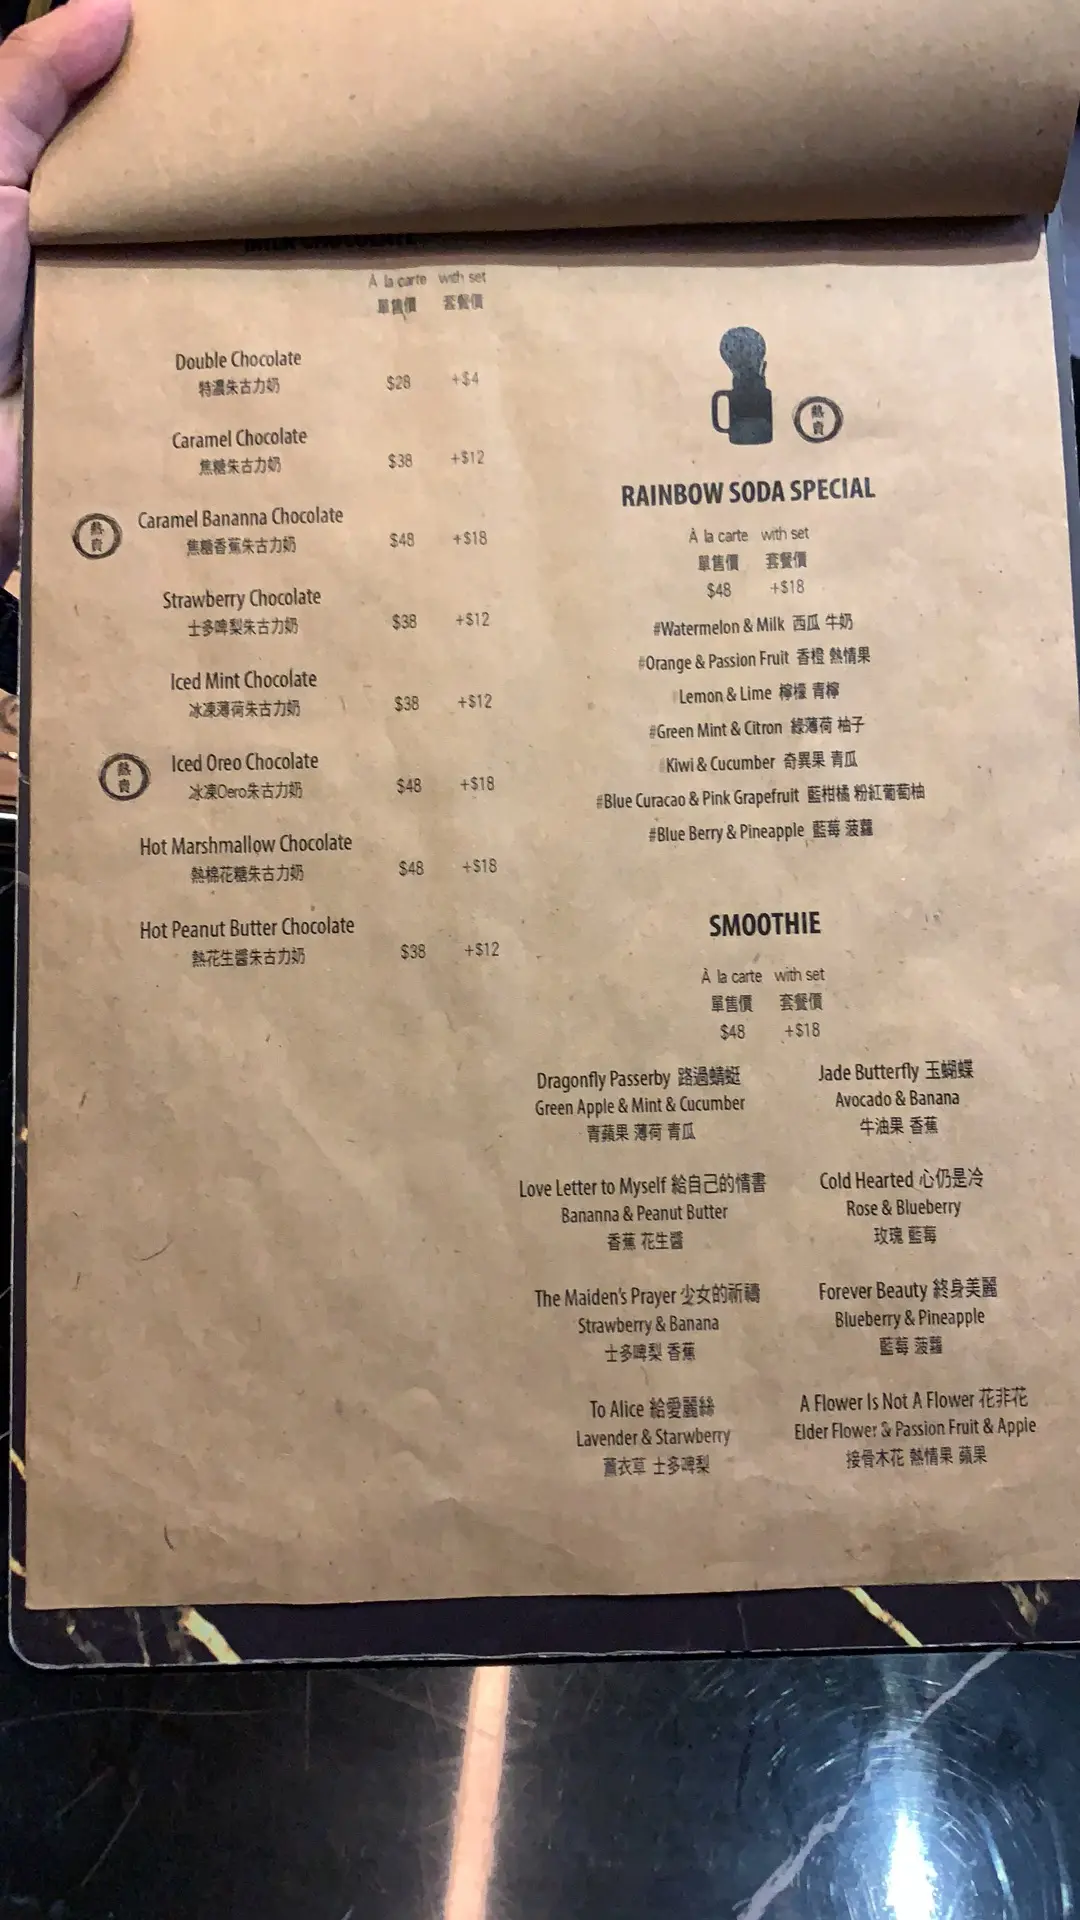 MILK CHOCOLATE
À la carte with set
單售價 套餐價
Double Chocolate
特濃朱古力奶 $28 +$4
Caramel Chocolate
焦糖朱古力奶 $38 +$12
熱賣
Caramel Bananna Chocolate
焦糖香蕉朱古力奶 $48 +$18
Strawberry Chocolate
士多啤梨朱古力奶 $38 +$12
Iced Mint Chocolate
冰凍薄荷朱古力奶 $38 +$12
熱賣
Iced Oreo Chocolate
冰凍Oero朱古力奶 $48 +$18
Hot Marshmallow Chocolate
熱棉花糖朱古力奶 $48 +$18
Hot Peanut Butter Chocolate
熱花生醬朱古力奶 $38 +$12
熱賣
RAINBOW SODA SPECIAL
À la carte with set
單售價 套餐價
$48 +$18
#Watermelon & Milk 西瓜 牛奶
#Orange & Passion Fruit 香橙 熱情果
#Lemon & Lime 檸檬 青檸
#Green Mint & Citron 綠薄荷 柚子
#Kiwi & Cucumber 奇異果 青瓜
#Blue Curacao & Pink Grapefruit 藍柑橘 粉紅葡萄柚
#Blue Berry & Pineapple 藍莓 菠蘿
SMOOTHIE
À la carte with set
單售價 套餐價
$48 +$18
Dragonfly Passerby 路過蜻蜓
Green Apple & Mint & Cucumber
青蘋果 薄荷 青瓜
Jade Butterfly 玉蝴蝶
Avocado & Banana
牛油果 香蕉
Love Letter to Myself 給自己的情書
Bananna & Peanut Butter
香蕉 花生醬
Cold Hearted 心仍是冷
Rose & Blueberry
玫瑰 藍莓
The Maiden's Prayer 少女的祈禱
Strawberry & Banana
士多啤梨 香蕉
Forever Beauty 終身美麗
Blueberry & Pineapple
藍莓 菠蘿
To Alice 給愛麗絲
Lavender & Starwberry
薰衣草 士多啤梨
A Flower Is Not A Flower 花非花
Elder Flower & Passion Fruit & Apple
接骨木花 熱情果 蘋果